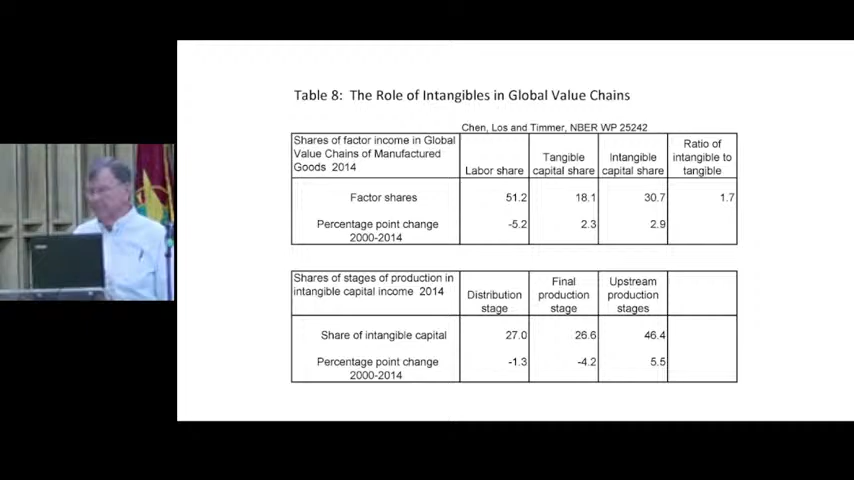 Table 8: The Role of Intangibles in Global Value Chains
Chen, Los and Timmer, NBER WP 25242
Shares of factor income in Global
Value Chains of Manufactured
Goods 2014
Labor share
Tangible
capital share
Intangible
capital share
Ratio of
intangible to
tangible
Factor shares 51.2 18.1 30.7 1.7
Percentage point change
2000-2014
-5.2 2.3 2.9
Shares of stages of production in
intangible capital income 2014
Distribution
stage
Final
production
stage
Upstream
production
stages
Share of intangible capital 27.0 26.6 46.4
Percentage point change
2000-2014
-1.3 -4.2 5.5